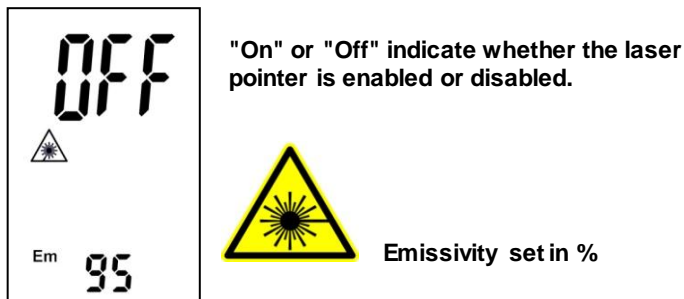 OFF
"On" or "Off" indicate whether the laser
pointer is enabled or disabled.
Emissivity set in %
Em 95